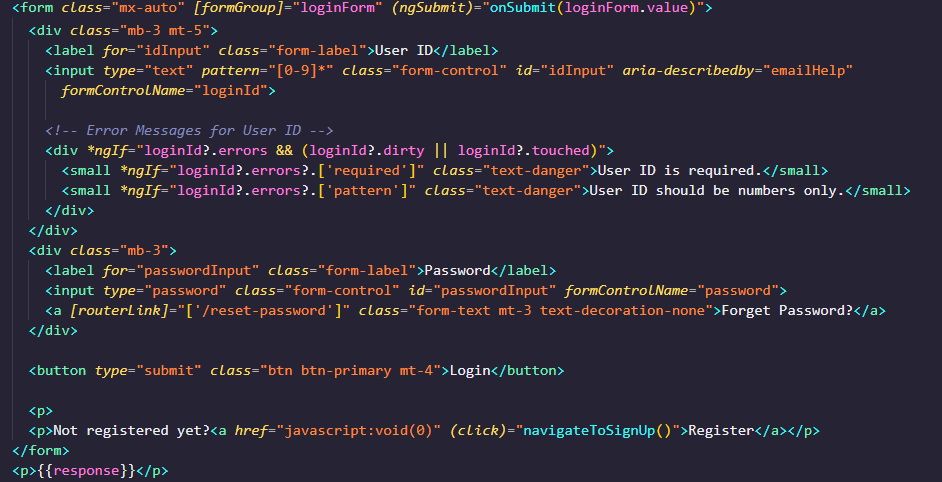 <form class="mx-auto" [formGroup]="loginForm" (ngSubmit)="onSubmit(loginForm.value)">
<div class="mb-3 mt-5">
<label for="idInput" class="form-label">User ID</label>
<input type="text" pattern="[0-9]*" class="form-control" id="idInput" aria-describedby="emailHelp"
formControlName="loginId">
<!-- Error Messages for User ID -->
<div *ngIf="loginId?.errors && (loginId?.dirty || loginId?.touched)">
<small *ngIf="loginId?.errors?.['required']" class="text-danger">User ID is required.</small>
<small *ngIf="loginId?.errors?.['pattern']" class="text-danger">User ID should be numbers only.</small>
</div>
</div>
<div class="mb-3">
<label for="passwordInput" class="form-label">Password</label>
<input type="password" class="form-control" id="passwordInput" formControlName="password">
<a [routerLink]="['/reset-password']" class="form-text mt-3 text-decoration-none">Forget Password?</a>
</div>
<button type="submit" class="btn btn-primary mt-4">Login</button>
<p>
<p>Not registered yet?<a href="javascript:void(0)" (click)="navigateToSignUp()">Register</a></p>
</form>
<p>{{response}}</p>